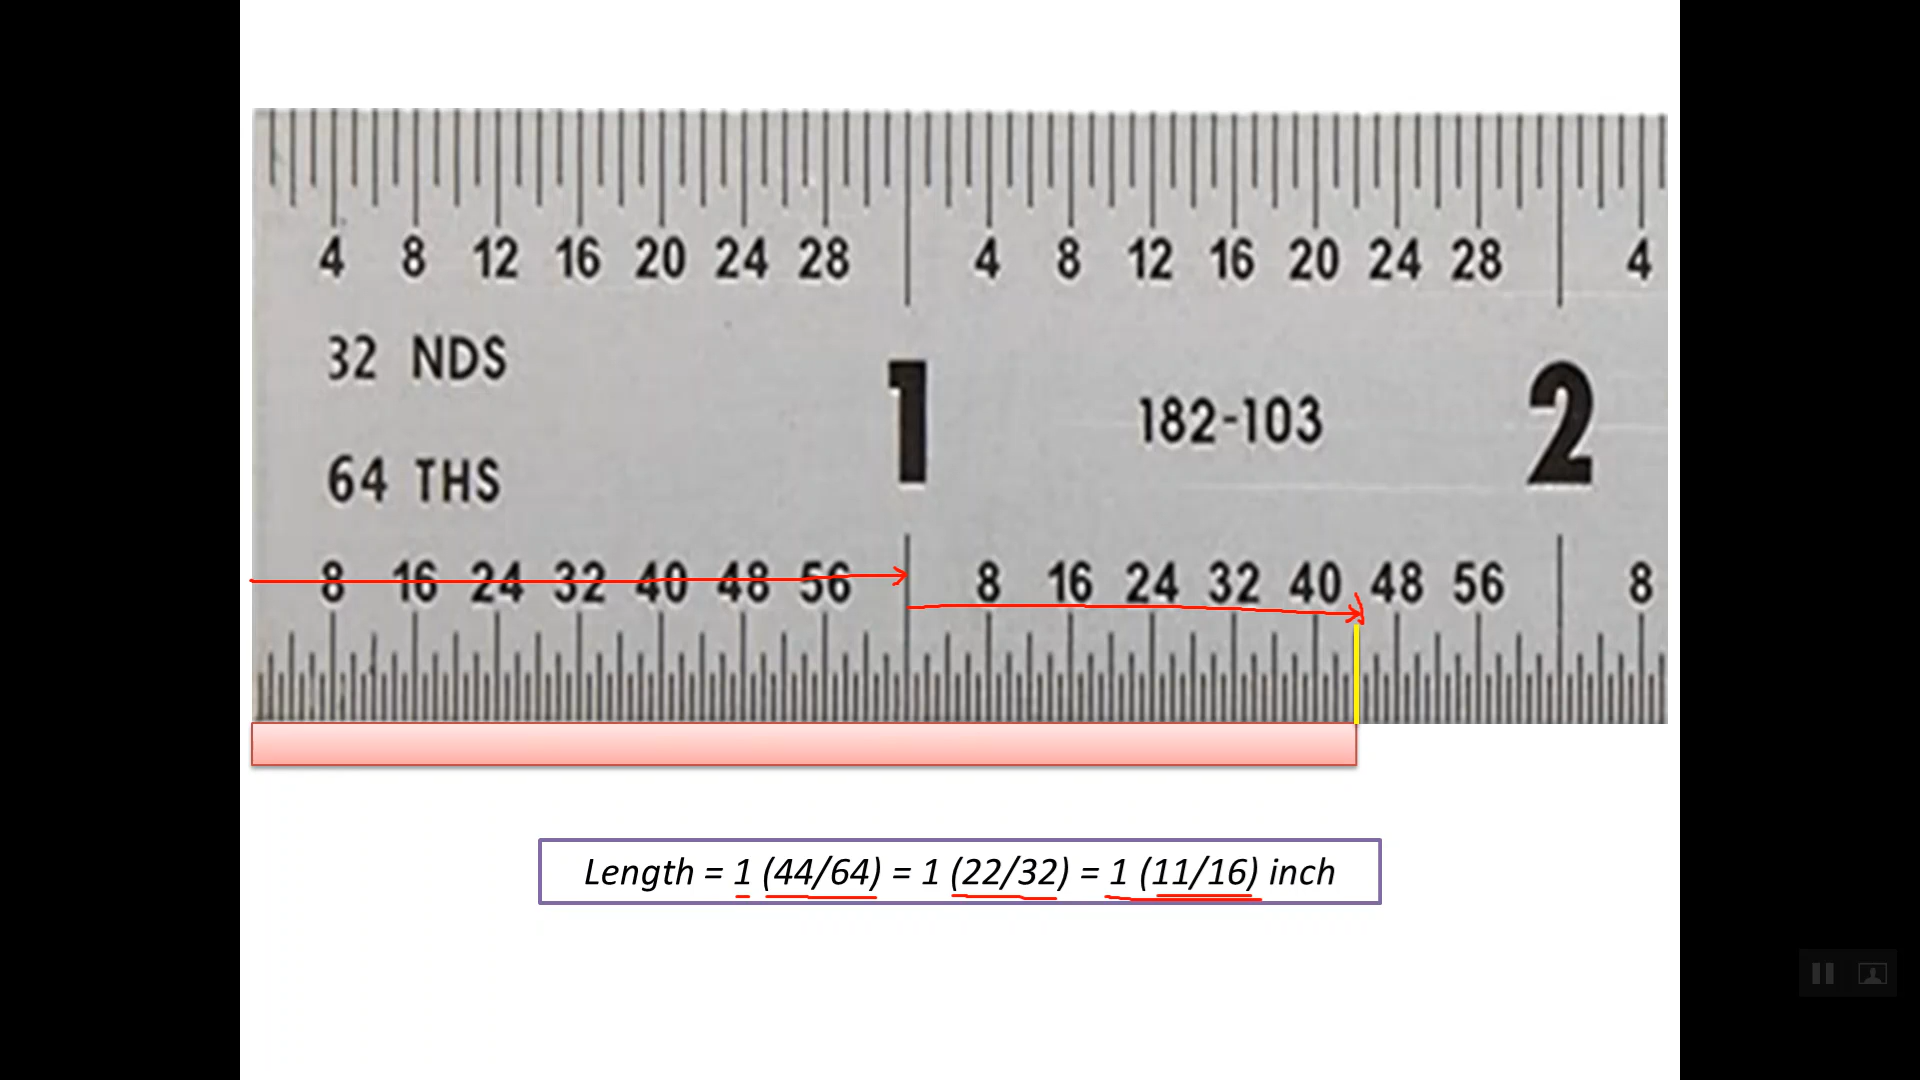 4 8 12 16 20 24 28 4 8 12 16 20 24 28 4
32 NDS
1 182-103 2
64 THS
8 16 24 32 40 48 56 8 16 24 32 40 48 56 8
Length = 1 (44/64) = 1 (22/32) = 1 (11/16) inch